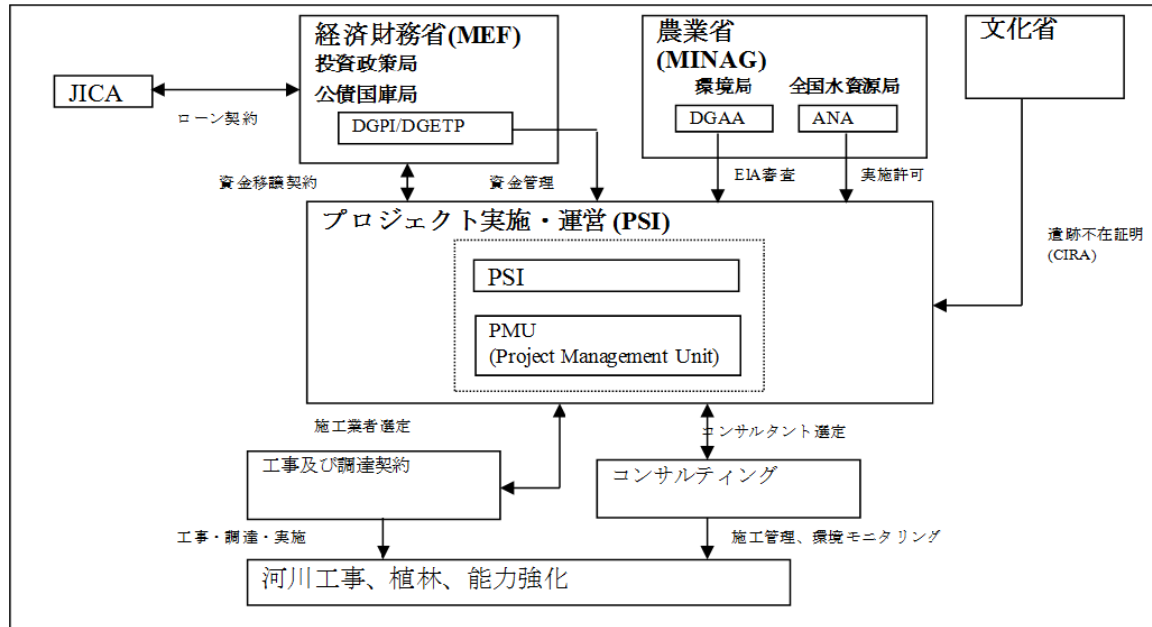 経済財務省(MEF)
投資政策局
公債国庫局
DGPI/DGETP
農業省
(MINAG)
環境局
全国水資源局
DGAA
ANA
文化省
JICA
ローン契約
資金移譲契約
資金管理
EIA審査
実施許可
遺跡不在証明
(CIRA)
プロジェクト実施・運営(PSI)
PSI
PMU
(Project Management Unit)
施工業者選定
コンサルタント選定
工事及び調達契約
コンサルティング
工事・調達・実施
施工管理、環境モニタリング
河川工事、植林、能力強化